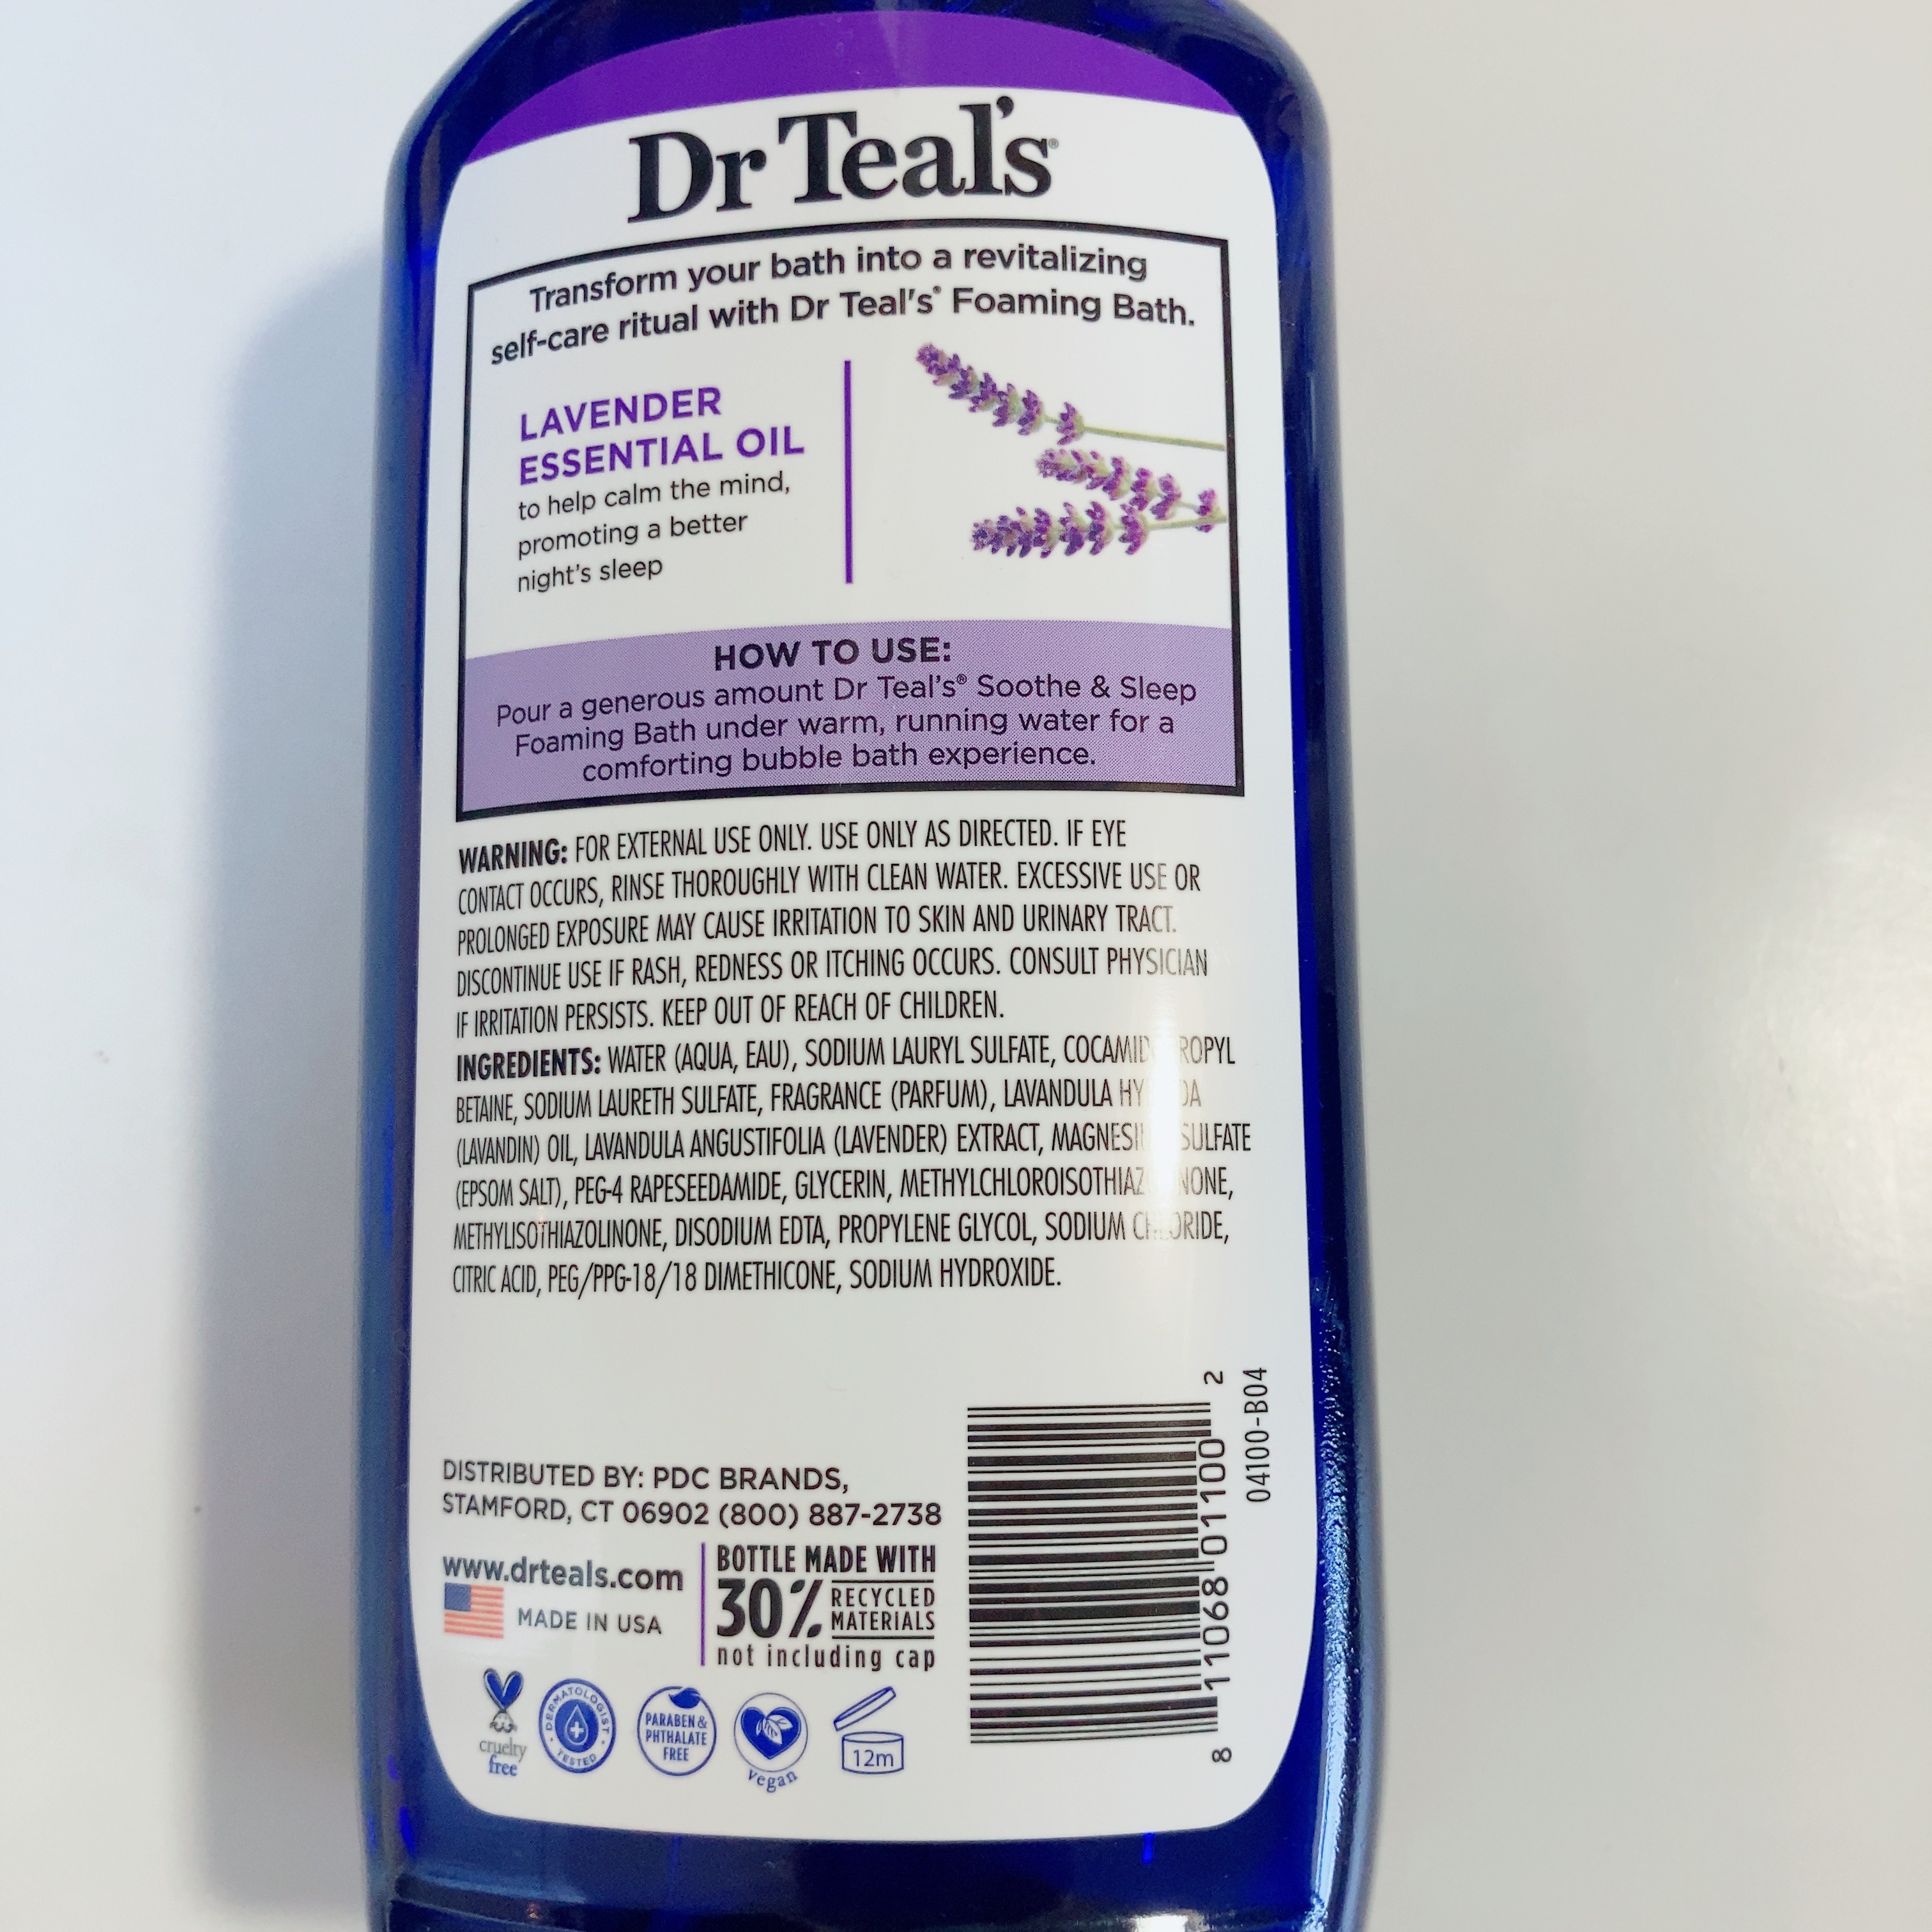 Dr Teal's®
Transform your bath into a revitalizing
self-care ritual with Dr Teal's® Foaming Bath.
LAVENDER
ESSENTIAL OIL
to help calm the mind,
promoting a better
night's sleep
HOW TO USE:
Pour a generous amount Dr Teal's® Soothe & Sleep
Foaming Bath under warm, running water for a
comforting bubble bath experience.
WARNING: FOR EXTERNAL USE ONLY. USE ONLY AS DIRECTED. IF EYE
CONTACT OCCURS, RINSE THOROUGHLY WITH CLEAN WATER. EXCESSIVE USE OR
PROLONGED EXPOSURE MAY CAUSE IRRITATION TO SKIN AND URINARY TRACT.
DISCONTINUE USE IF RASH, REDNESS OR ITCHING OCCURS. CONSULT PHYSICIAN
IF IRRITATION PERSISTS. KEEP OUT OF REACH OF CHILDREN.
INGREDIENTS: WATER (AQUA, EAU), SODIUM LAURYL SULFATE,
BETAINE, SODIUM LAURETH SULFATE, FRAGRANCE (PARFUM), LAVANDULA
(LAVANDIN) OIL, LAVANDULA ANGUSTIFOLIA (LAVENDER) EXTRACT, MAGNESIUM SULFATE
(EPSOM SALT), PEG-4 RAPESEEDAMIDE, GLYCERIN, METHYLCHLOROISOTHIAZOLINONE,
METHYLISOTHIAZOLINONE, DISODIUM EDTA, PROPYLENE GLYCOL, SODIUM CHLORIDE,
CITRIC ACID, PEG/PPG-18/18 DIMETHICONE, SODIUM HYDROXIDE.
DISTRIBUTED BY: PDC BRANDS,
STAMFORD, CT 06902 (800) 887-2738
www.drteals.com
MADE IN USA
BOTTLE MADE WITH
30% RECYCLED
MATERIALS
not including cap
cruelty
free
DERMATOLOGIST
TESTED
PARABEN &
PHTHALATE
FREE
vegan
12m
8 11068 01100 2
04100-B04